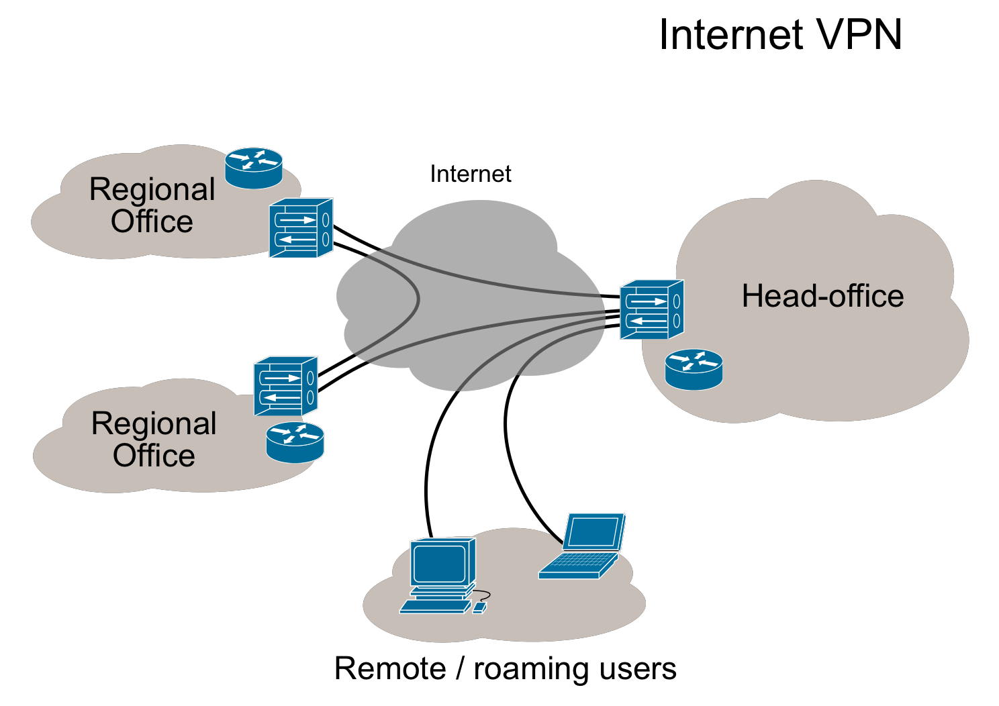 Internet VPN
Internet
Regional
Office
Head-office
Regional
Office
Remote / roaming users